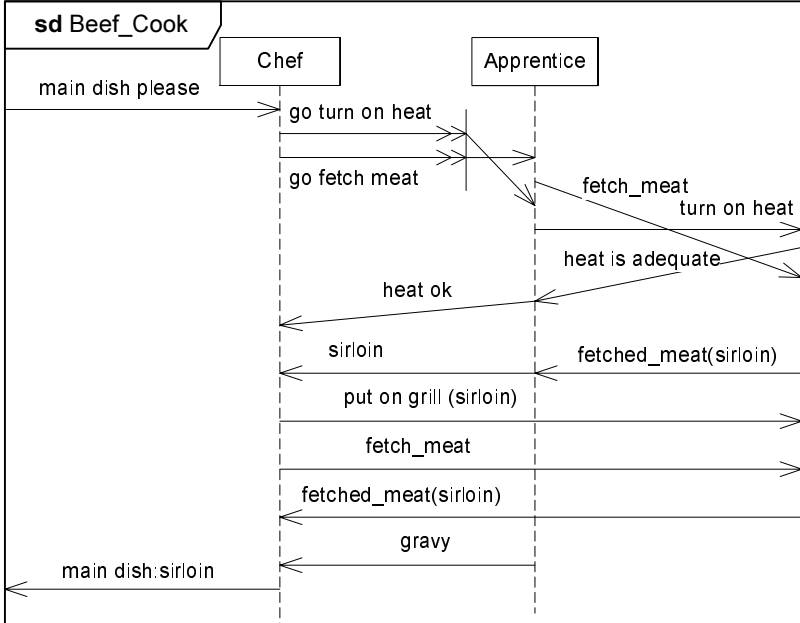 sd Beef_Cook
Chef
Apprentice
main dish please
go turn on heat
go fetch meat
fetch_meat
turn on heat
heat is adequate
heat ok
sirloin
fetched_meat(sirloin)
put on grill (sirloin)
fetch_meat
fetched_meat(sirloin)
gravy
main dish:sirloin